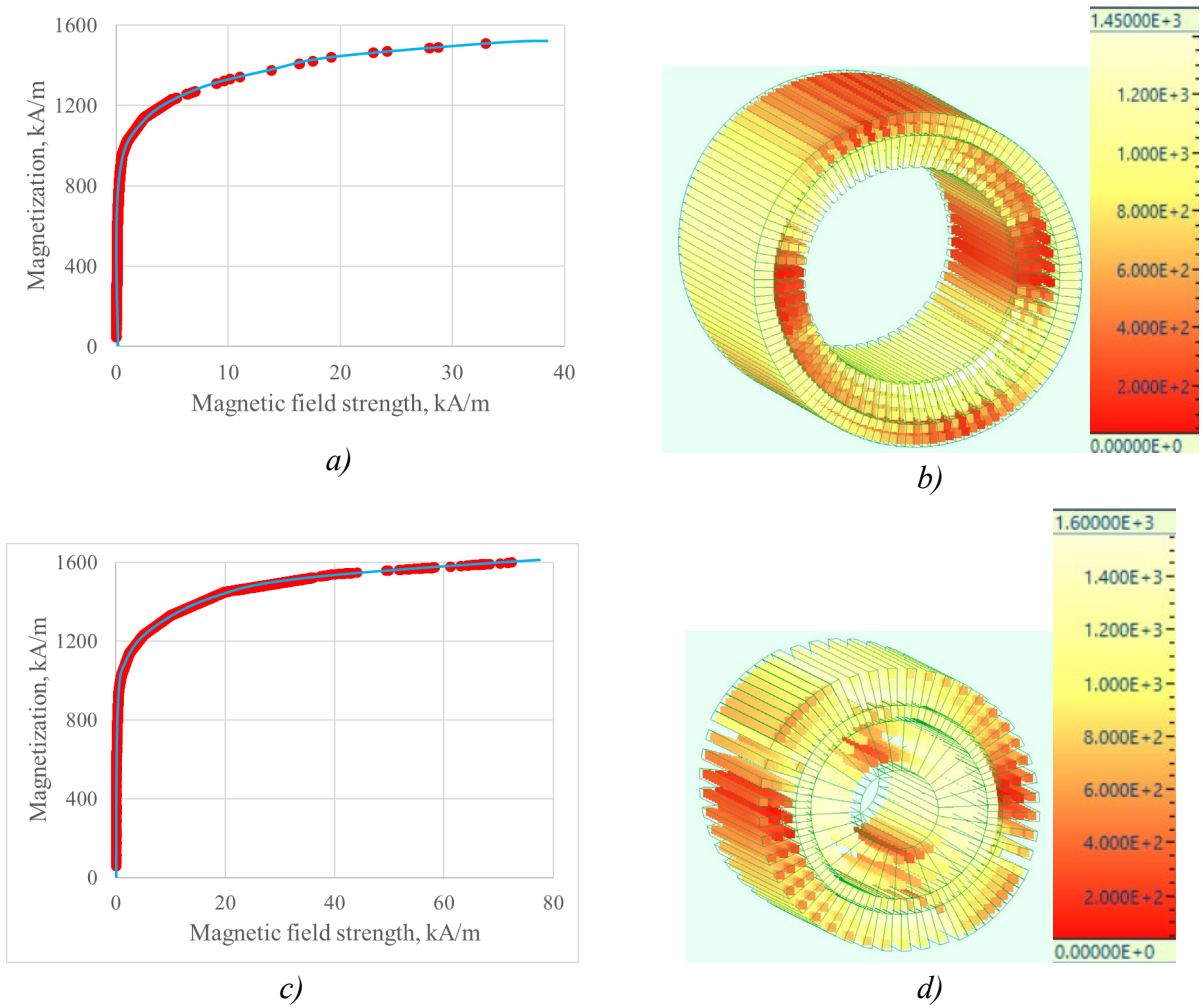 1600
1200
800
400
0
0 10 20 30 40
Magnetization, kA/m
Magnetic field strength, kA/m
a)
1.45000E+3
1.200E+3
1.000E+3
8.000E+2
6.000E+2
4.000E+2
2.000E+2
0.00000E+0
b)
1600
1200
800
400
0
0 20 40 60 80
Magnetization, kA/m
Magnetic field strength, kA/m
c)
1.60000E+3
1.400E+3
1.200E+3
1.000E+3
8.000E+2
6.000E+2
4.000E+2
2.000E+2
0.00000E+0
d)